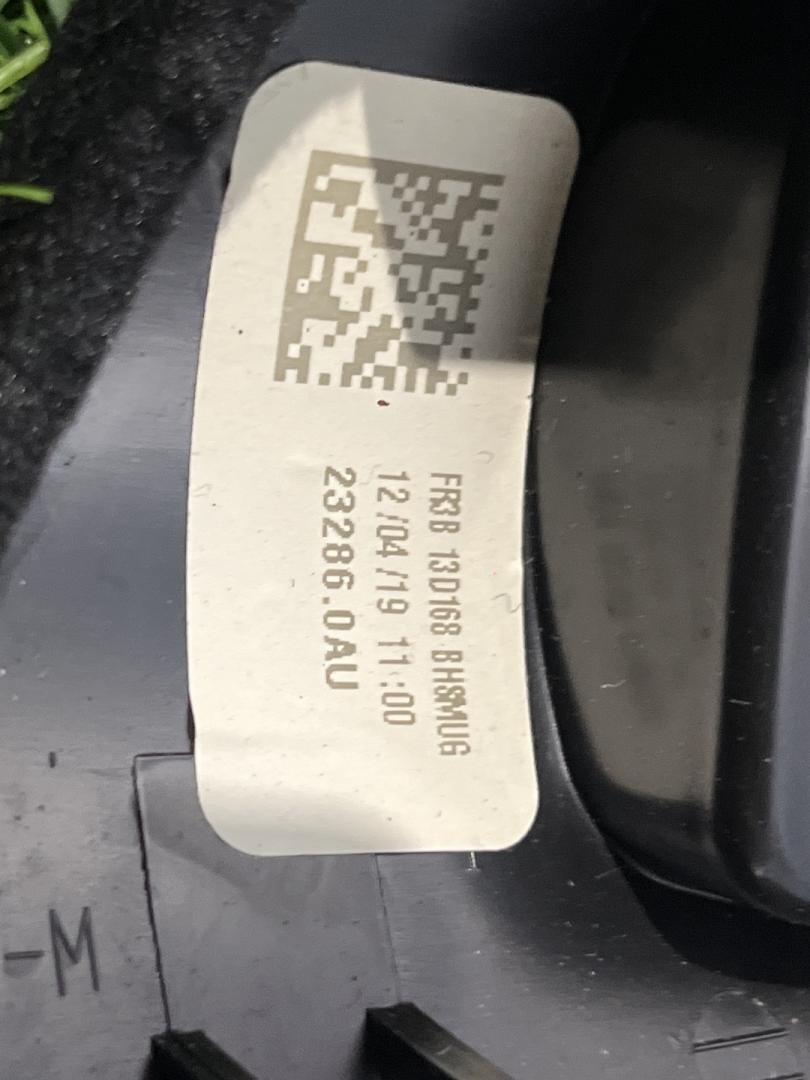 FR3B 13D168 BH8MUG
12/04/19 11:00
23286.0AU
-M